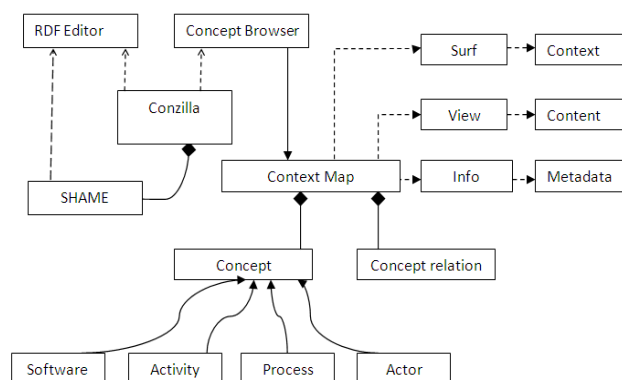 RDF Editor
Concept Browser
Surf
Context
Conzilla
View
Content
Context Map
Info
Metadata
SHAME
Concept
Concept relation
Software
Activity
Process
Actor